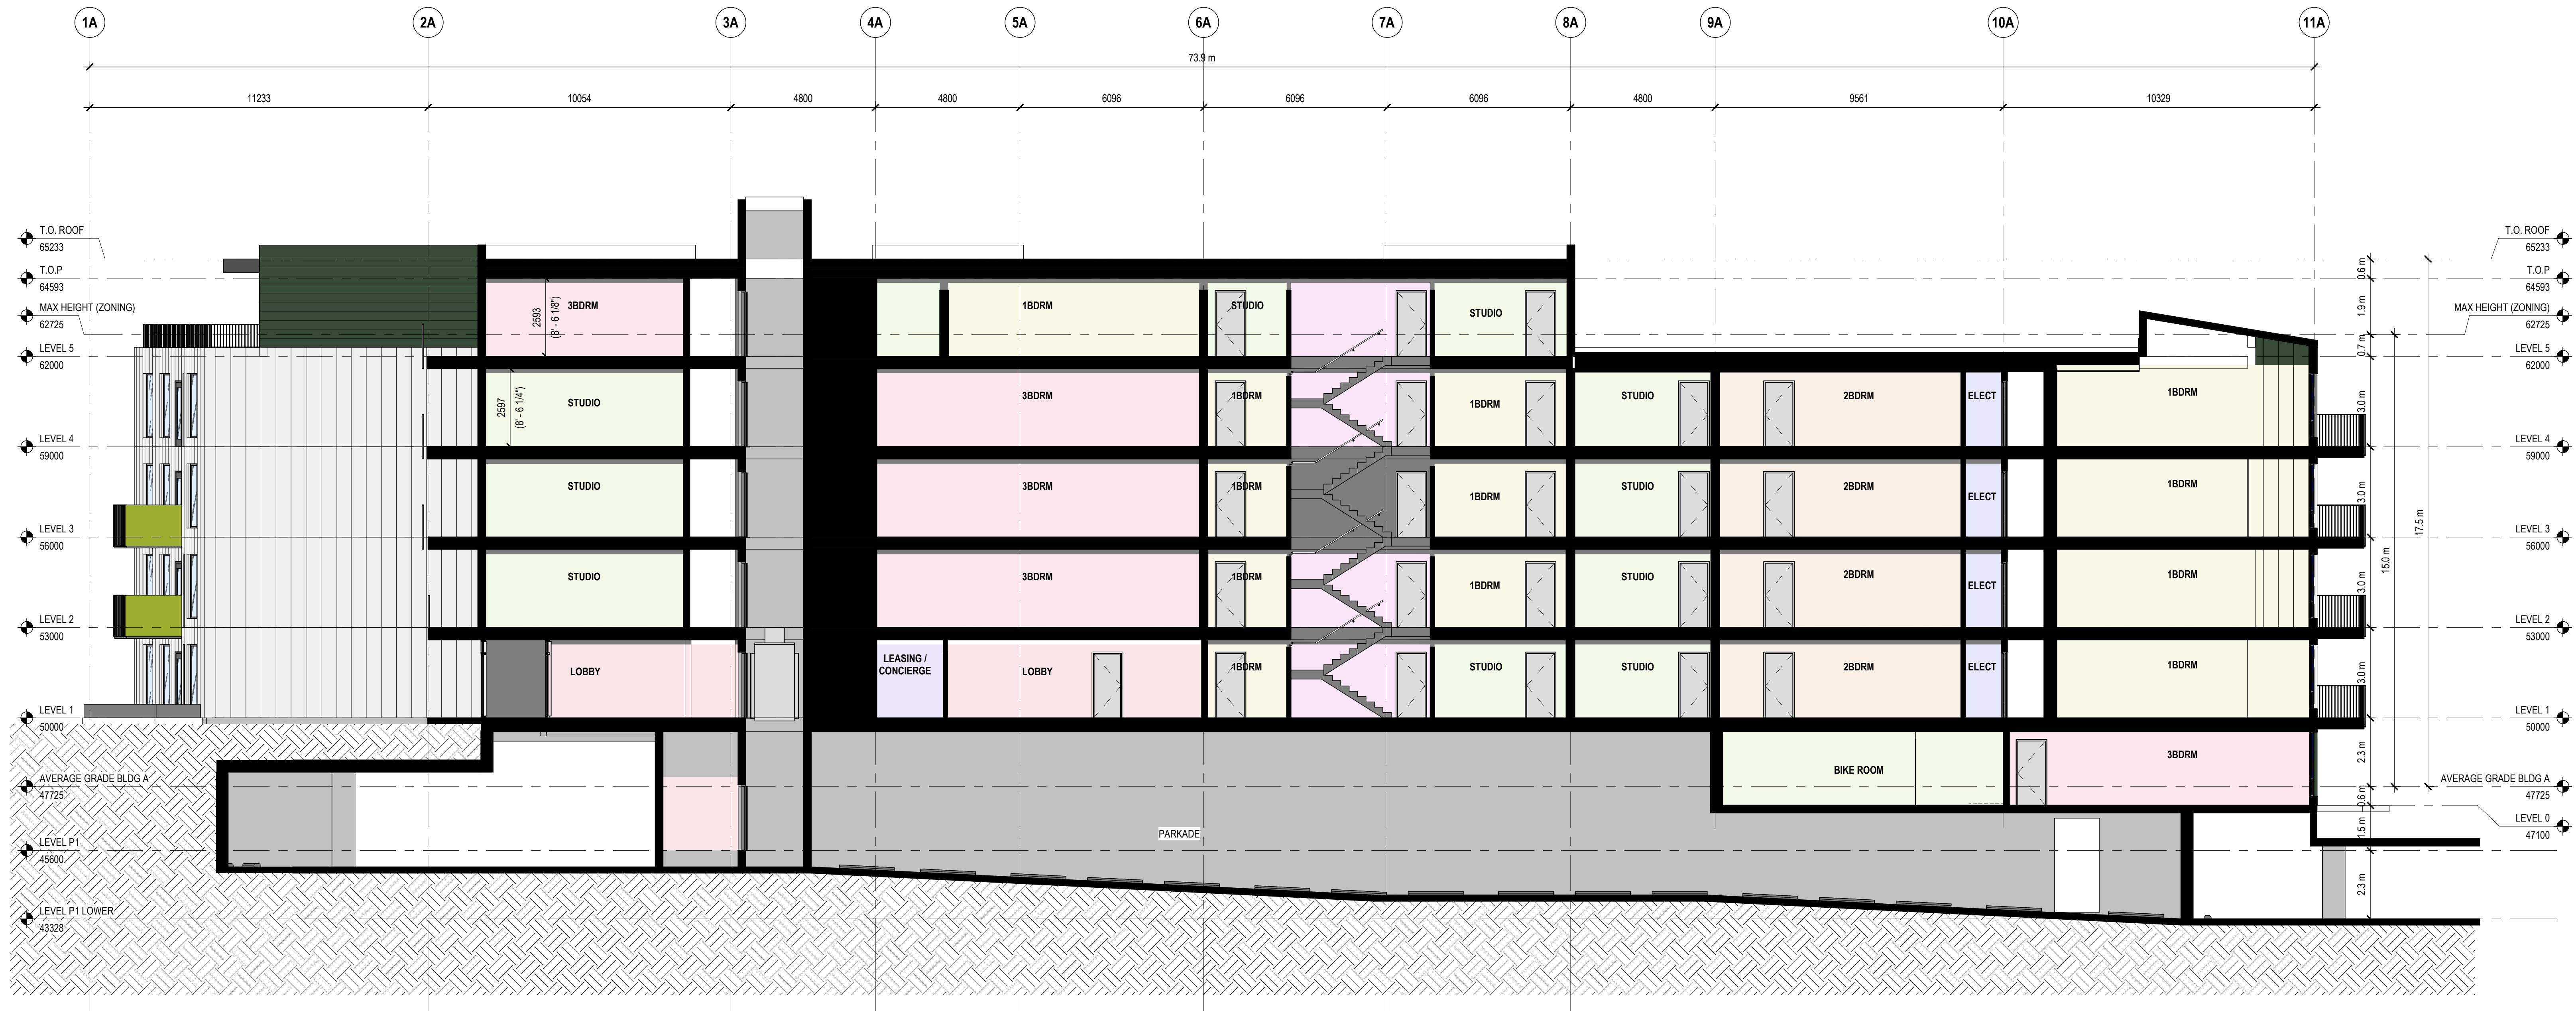 1A 2A 3A 4A 5A 6A 7A 8A 9A 10A 11A
73.9 m
11233 10054 4800 4800 6096 6096 6096 4800 9561 10329
T.O. ROOF
65233
T.O.P
64593
MAX HEIGHT (ZONING)
62725
LEVEL 5
62000
LEVEL 4
59000
LEVEL 3
56000
LEVEL 2
53000
LEVEL 1
50000
AVERAGE GRADE BLDG A
47725
LEVEL P1
45600
LEVEL P1 LOWER
43328
2593
(8' - 6 1/8")
3BDRM 1BDRM STUDIO STUDIO
2597
(8' - 6 1/4")
STUDIO 3BDRM 1BDRM 1BDRM STUDIO 2BDRM ELECT 1BDRM
STUDIO 3BDRM 1BDRM 1BDRM STUDIO 2BDRM ELECT 1BDRM
STUDIO 3BDRM 1BDRM 1BDRM STUDIO 2BDRM ELECT 1BDRM
LOBBY
LEASING /
CONCIERGE
LOBBY 1BDRM STUDIO STUDIO 2BDRM ELECT 1BDRM
BIKE ROOM 3BDRM
PARKADE
0.6 m
1.9 m
0.7 m
3.0 m
3.0 m
3.0 m
3.0 m
2.3 m
0.6 m
1.5 m
2.3 m
15.0 m
17.5 m
T.O. ROOF
65233
T.O.P
64593
MAX HEIGHT (ZONING)
62725
LEVEL 5
62000
LEVEL 4
59000
LEVEL 3
56000
LEVEL 2
53000
LEVEL 1
50000
AVERAGE GRADE BLDG A
47725
LEVEL 0
47100